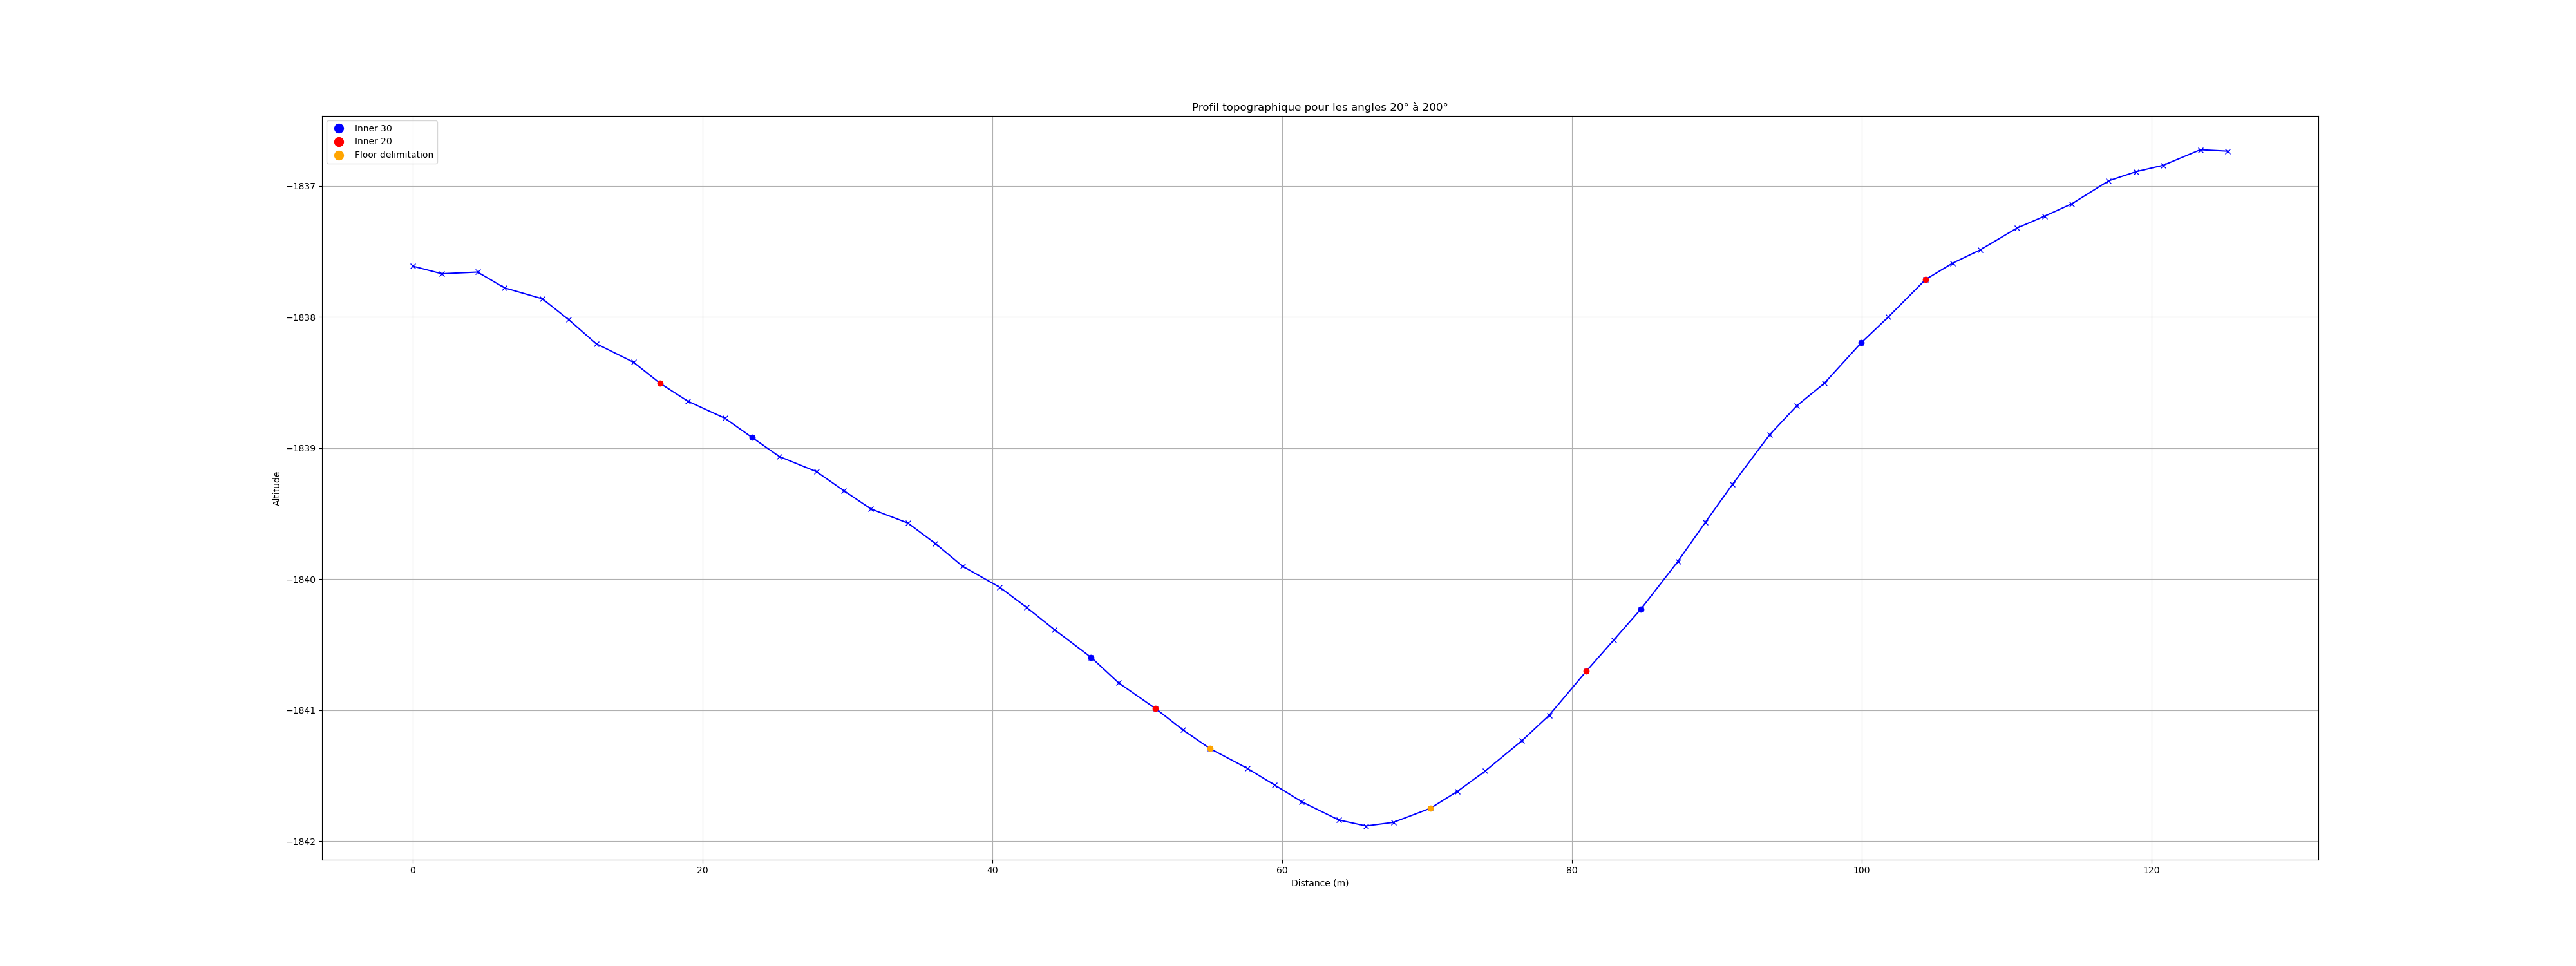 Profil topographique pour les angles 20° à 200°
Inner 30
Inner 20
Floor delimitation
−1837
−1838
−1839
−1840
−1841
−1842
Altitude
0 20 40 60 80 100 120
Distance (m)